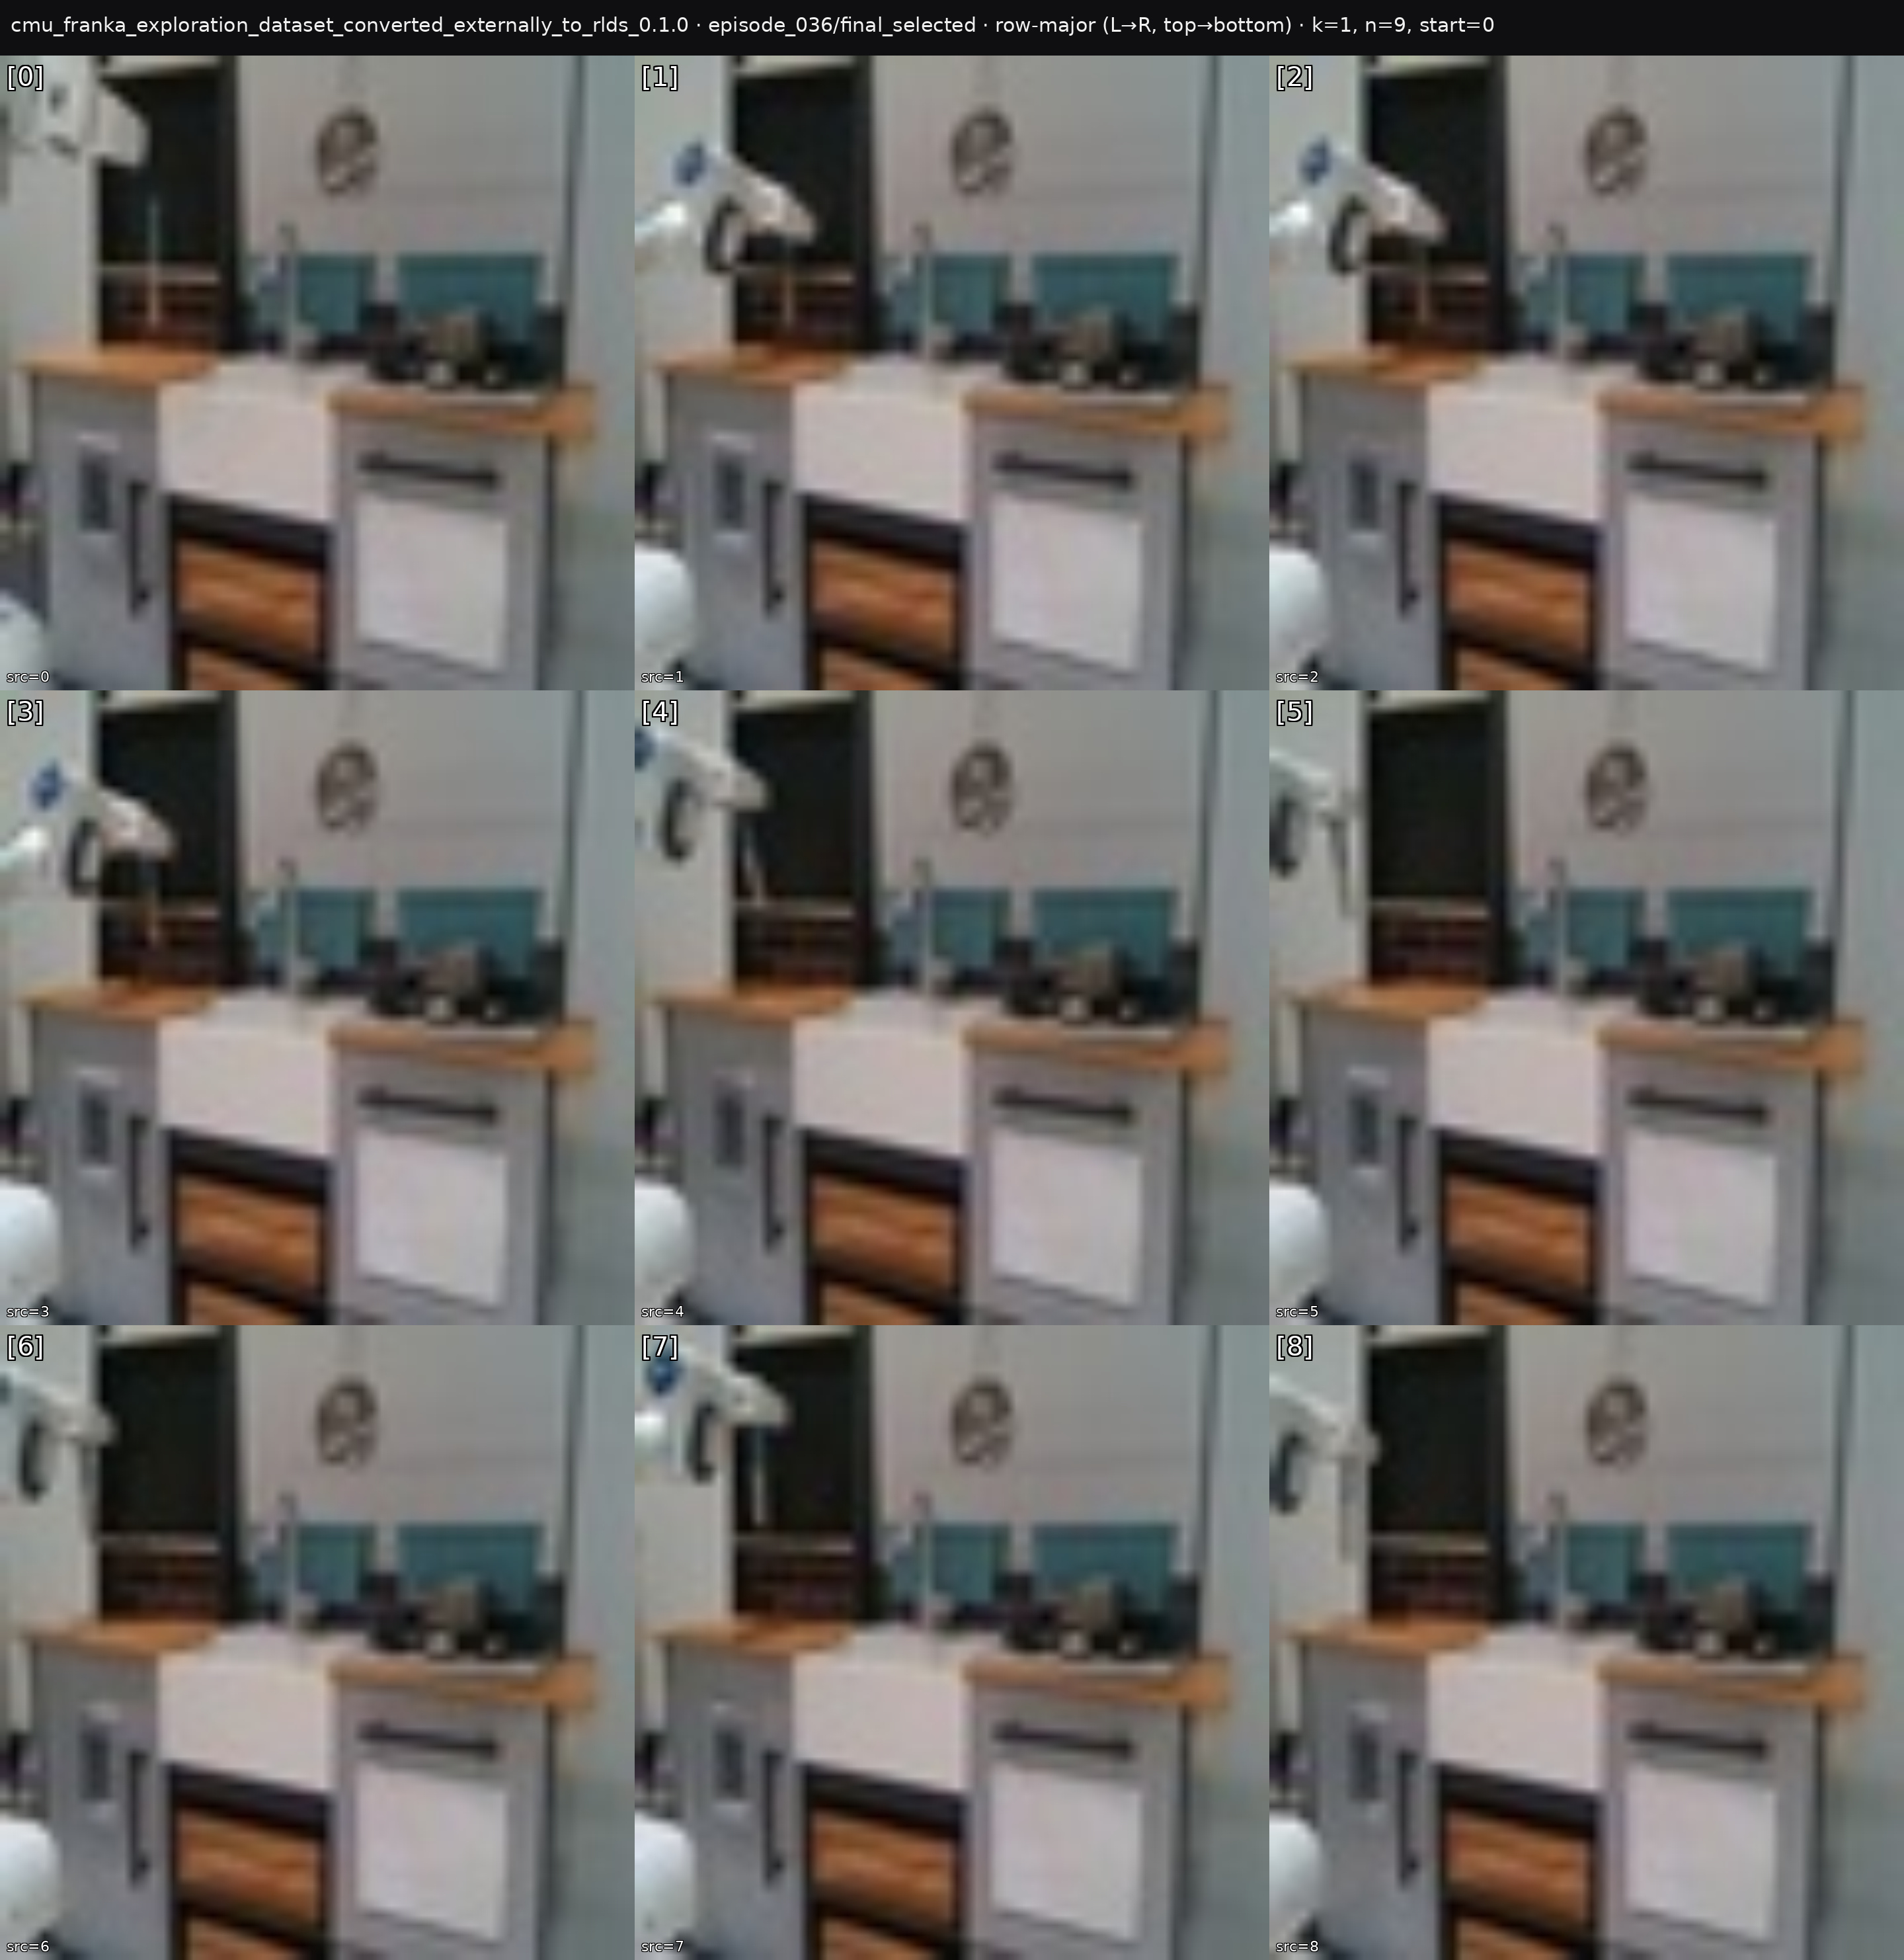 cmu_franka_exploration_dataset_converted_externally_to_rlds_0.1.0 · episode_036/final_selected · row-major (L→R, top→bottom) · k=1, n=9, start=0
[0]
[1]
[2]
src=0
src=1
src=2
[3]
[4]
[5]
src=3
src=4
src=5
[6]
[7]
[8]
src=6
src=7
src=8